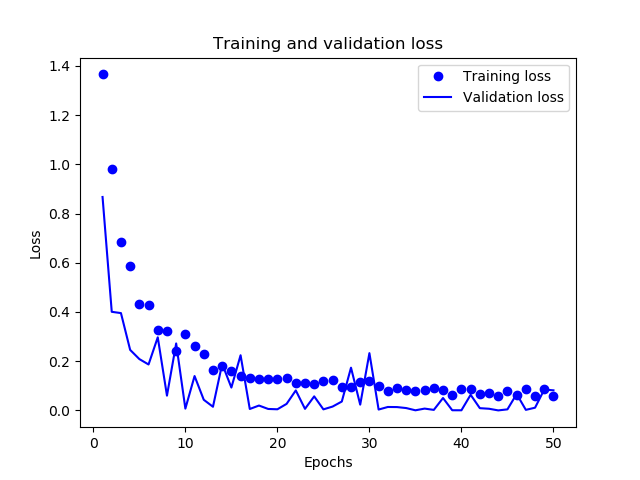 Training and validation loss
Training loss
Validation loss
Loss
1.4
1.2
1.0
0.8
0.6
0.4
0.2
0.0
0 10 20 30 40 50
Epochs